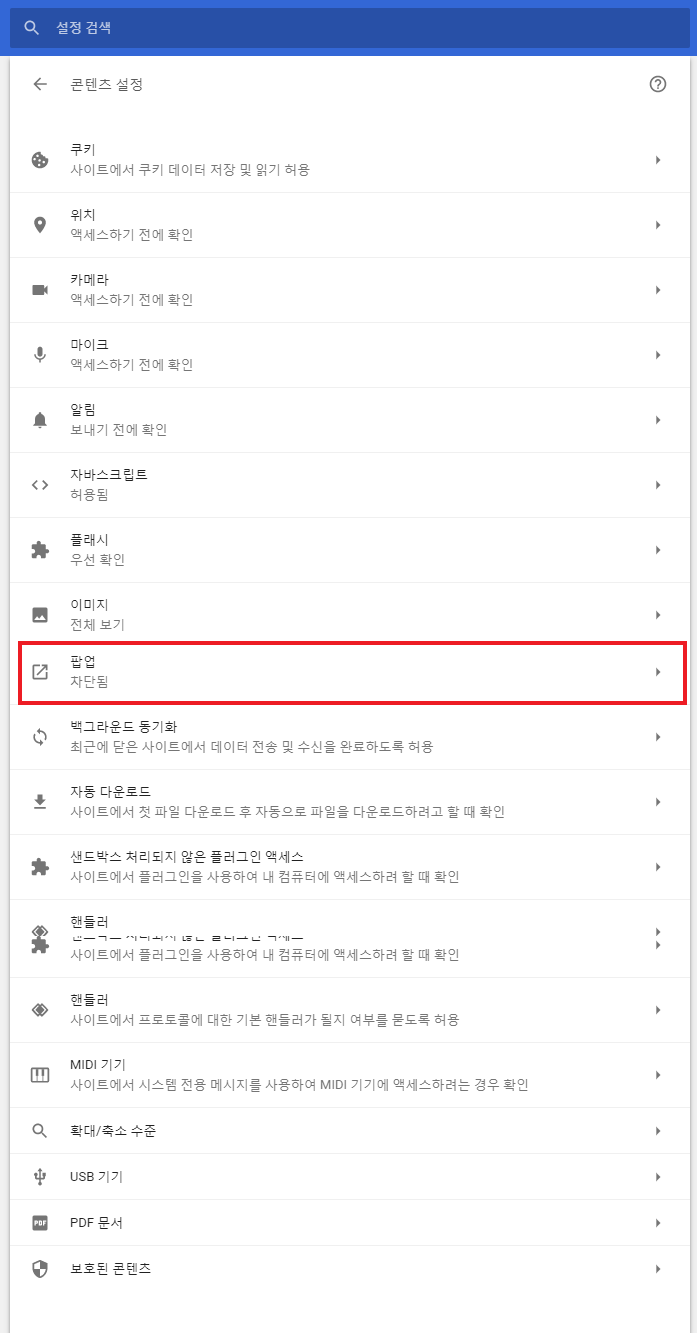 설정 검색
콘텐츠 설정
쿠키
사이트에서 쿠키 데이터 저장 및 읽기 허용
위치
액세스하기 전에 확인
카메라
액세스하기 전에 확인
마이크
액세스하기 전에 확인
알림
보내기 전에 확인
자바스크립트
허용됨
플래시
우선 확인
이미지
전체 보기
팝업
차단됨
백그라운드 동기화
최근에 닫은 사이트에서 데이터 전송 및 수신을 완료하도록 허용
자동 다운로드
사이트에서 첫 파일 다운로드 후 자동으로 파일을 다운로드하려고 할 때 확인
샌드박스 처리되지 않은 플러그인 액세스
사이트에서 플러그인을 사용하여 내 컴퓨터에 액세스하려 할 때 확인
핸들러
사이트에서 플러그인을 사용하여 내 컴퓨터에 액세스하려 할 때 확인
핸들러
사이트에서 프로토콜에 대한 기본 핸들러가 될지 여부를 묻도록 허용
MIDI 기기
사이트에서 시스템 전용 메시지를 사용하여 MIDI 기기에 액세스하려는 경우 확인
확대/축소 수준
USB 기기
PDF
PDF 문서
보호된 콘텐츠